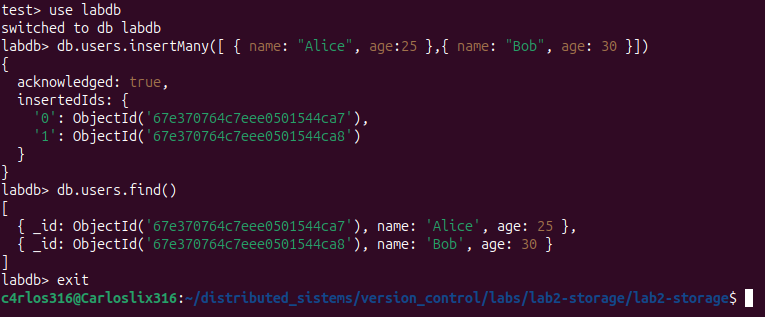 test> use labdb
switched to db labdb
labdb> db.users.insertMany([ { name: "Alice", age:25 },{ name: "Bob", age: 30 }])
{
  acknowledged: true,
  insertedIds: {
    '0': ObjectId('67e370764c7eee0501544ca7'),
    '1': ObjectId('67e370764c7eee0501544ca8')
  }
}
labdb> db.users.find()
[
  { _id: ObjectId('67e370764c7eee0501544ca7'), name: 'Alice', age: 25 },
  { _id: ObjectId('67e370764c7eee0501544ca8'), name: 'Bob', age: 30 }
]
labdb> exit
c4rlos316@Carloslix316:~/distributed_sistems/version_control/labs/lab2-storage/lab2-storage$